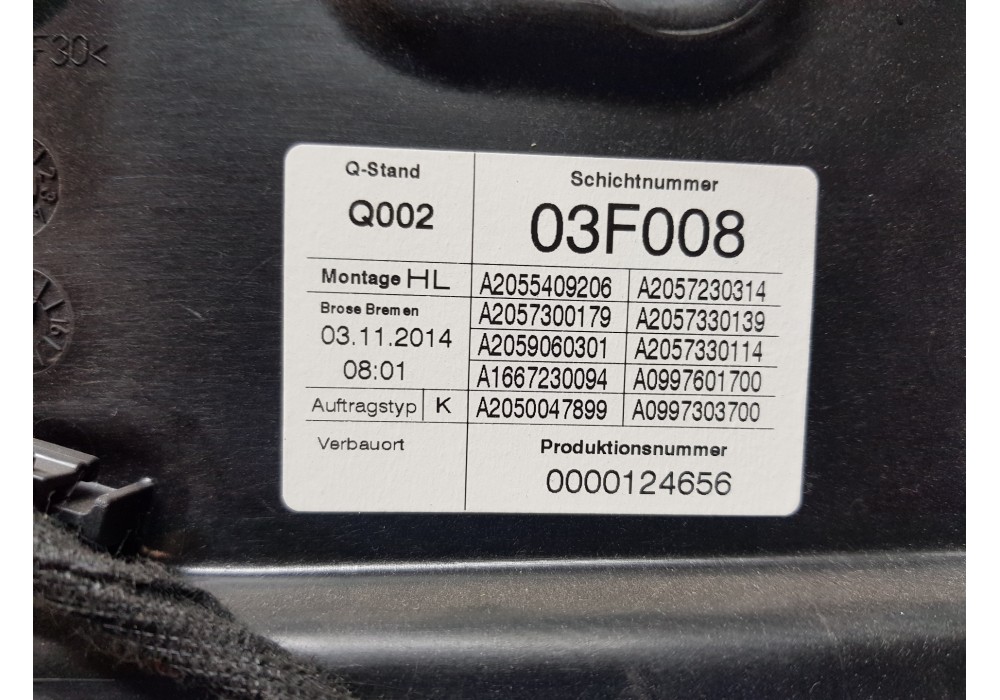 F30<
Q-Stand
Q002
Schichtnummer
03F008
Montage HL
Brose Bremen
03.11.2014
08:01
Auftragstyp K
Verbauort
A2055409206 A2057230314
A2057300179 A2057330139
A2059060301 A2057330114
A1667230094 A0997601700
A2050047899 A0997303700
Produktionsnummer
0000124656